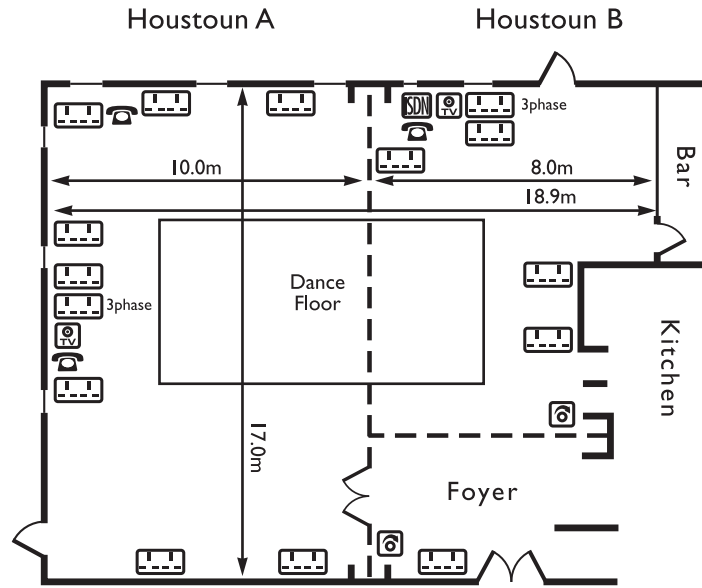 Houstoun A
Houstoun B
ISDN
TV
3phase
10.0m
8.0m
18.9m
Bar
Dance
Floor
3phase
TV
Kitchen
17.0m
Foyer